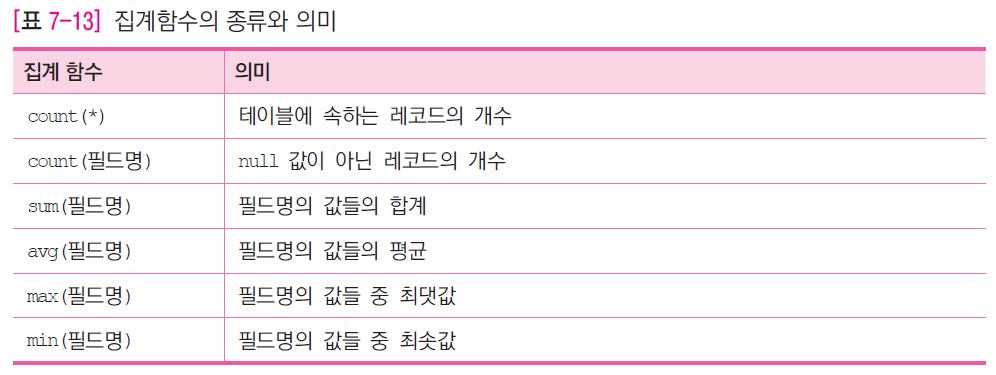 [표 7-13] 집계함수의 종류와 의미
집계 함수 의미
count(*) 테이블에 속하는 레코드의 개수
count(필드명) null 값이 아닌 레코드의 개수
sum(필드명) 필드명의 값들의 합계
avg(필드명) 필드명의 값들의 평균
max(필드명) 필드명의 값들 중 최댓값
min(필드명) 필드명의 값들 중 최솟값